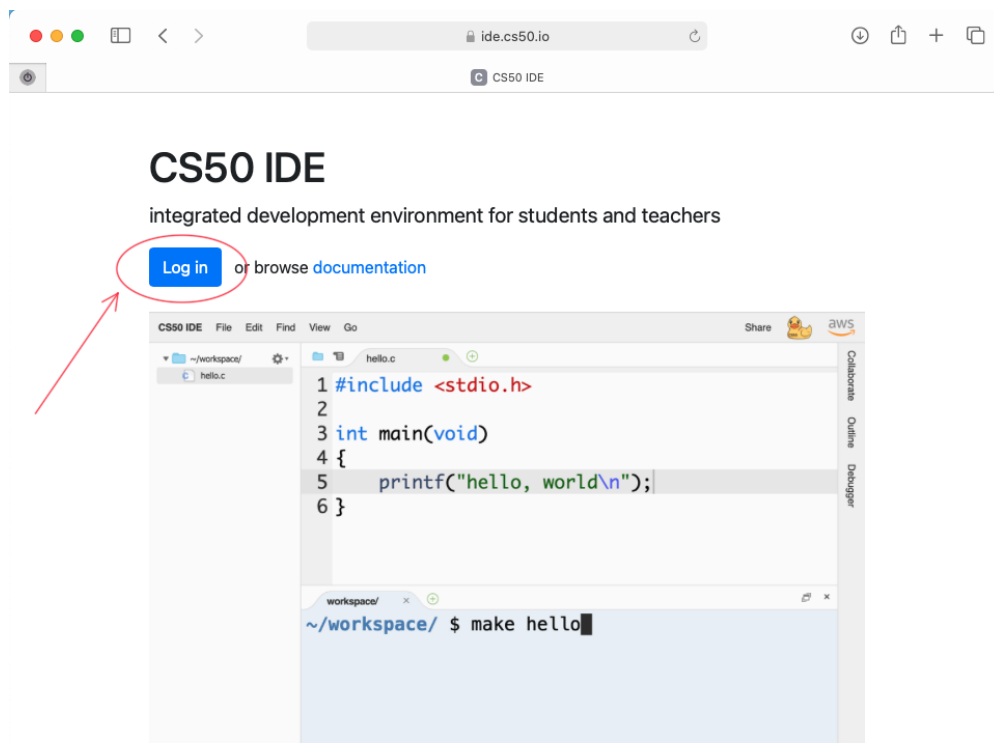 ide.cs50.io
C CS50 IDE
CS50 IDE
integrated development environment for students and teachers
Log in or browse documentation
CS50 IDE File Edit Find View Go Share aws
~/workspace/
hello.c
C hello.c
1 #include <stdio.h>
2
3 int main(void)
4 {
5 printf("hello, world\n");
6 }
Collaborate
Outline
Debugger
workspace/
~/workspace/ $ make hello